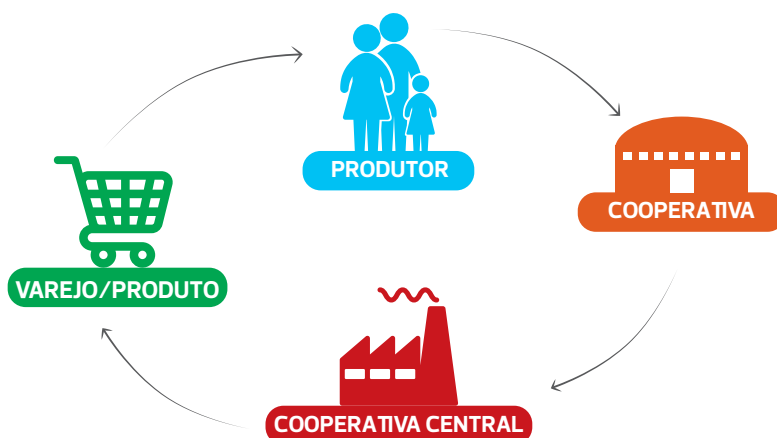 PRODUTOR
COOPERATIVA
VAREJO/PRODUTO
COOPERATIVA CENTRAL